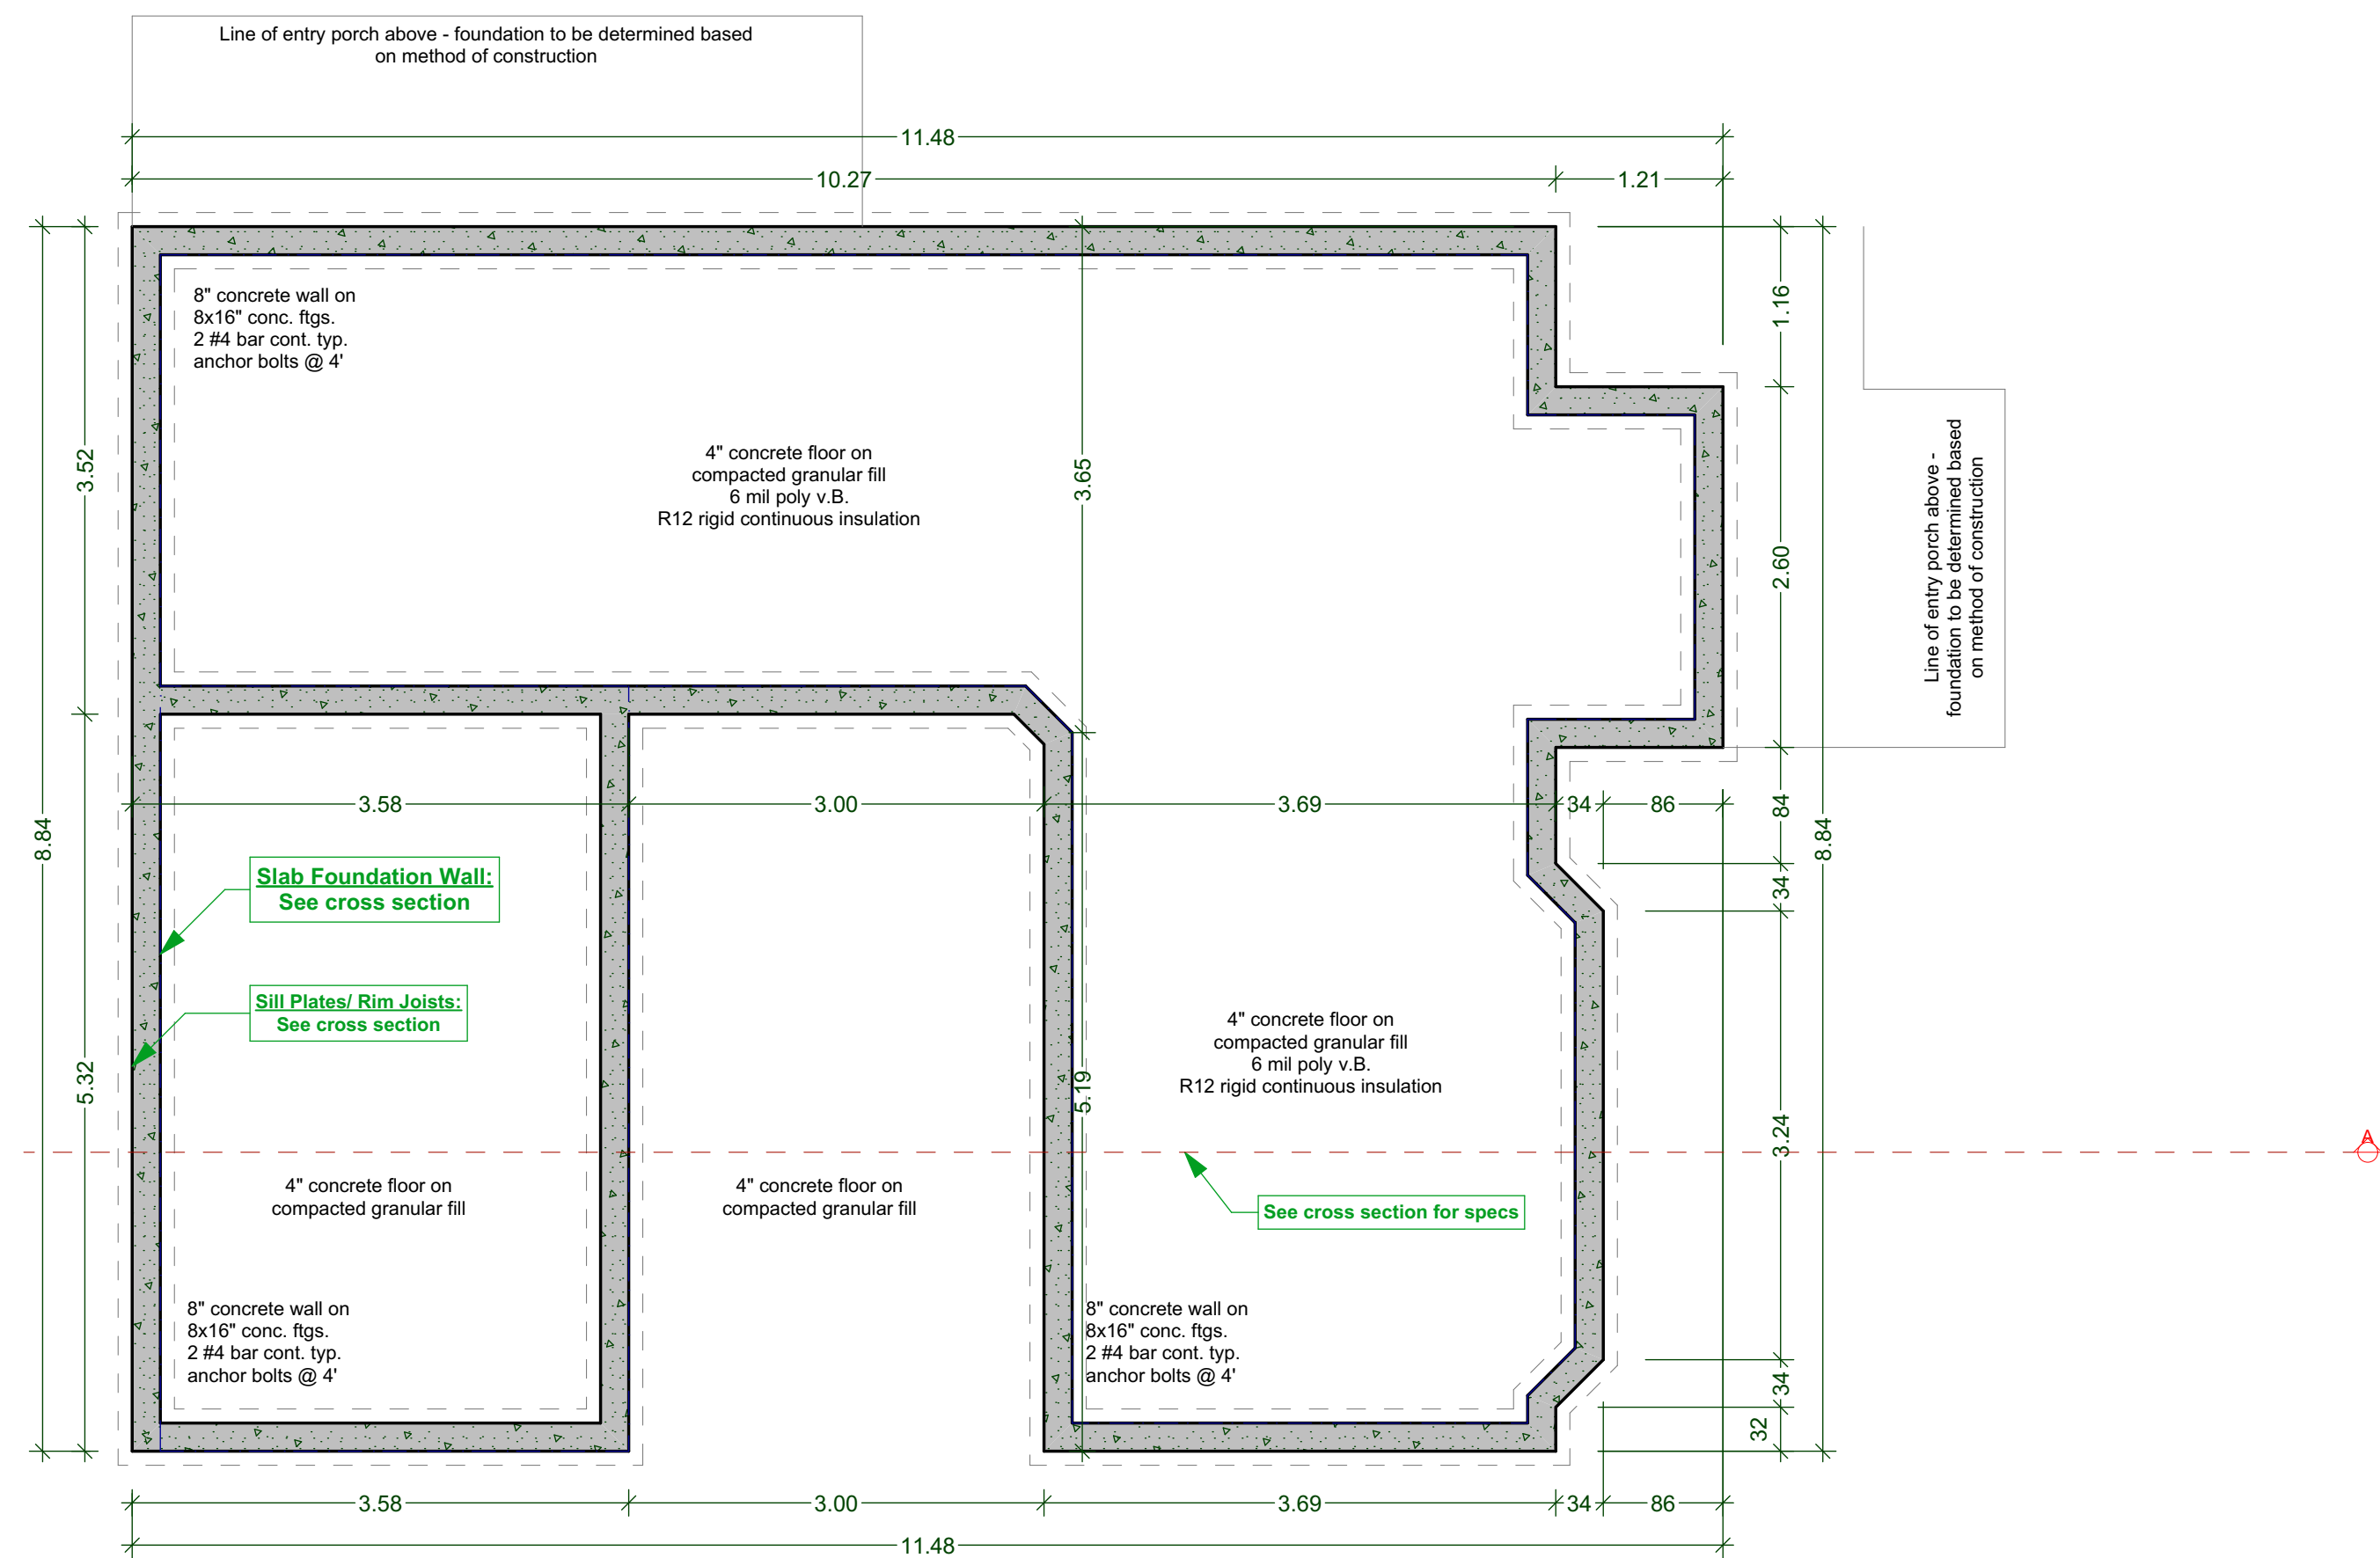 Line of entry porch above - foundation to be determined based
on method of construction
11.48
10.27
1.21
8" concrete wall on
8x16" conc. ftgs.
2 #4 bar cont. typ.
anchor bolts @ 4'
1.16
3.52
4" concrete floor on
compacted granular fill
6 mil poly v.B.
R12 rigid continuous insulation
3.65
2.60
Line of entry porch above -
foundation to be determined based
on method of construction
3.58
3.00
3.69
34
86
84
8.84
8.84
34
Slab Foundation Wall:
See cross section
Sill Plates/ Rim Joists:
See cross section
5.32
5.19
4" concrete floor on
compacted granular fill
6 mil poly v.B.
R12 rigid continuous insulation
3.24
A
4" concrete floor on
compacted granular fill
4" concrete floor on
compacted granular fill
See cross section for specs
8" concrete wall on
8x16" conc. ftgs.
2 #4 bar cont. typ.
anchor bolts @ 4'
8" concrete wall on
8x16" conc. ftgs.
2 #4 bar cont. typ.
anchor bolts @ 4'
34
32
3.58
3.00
3.69
34
86
11.48